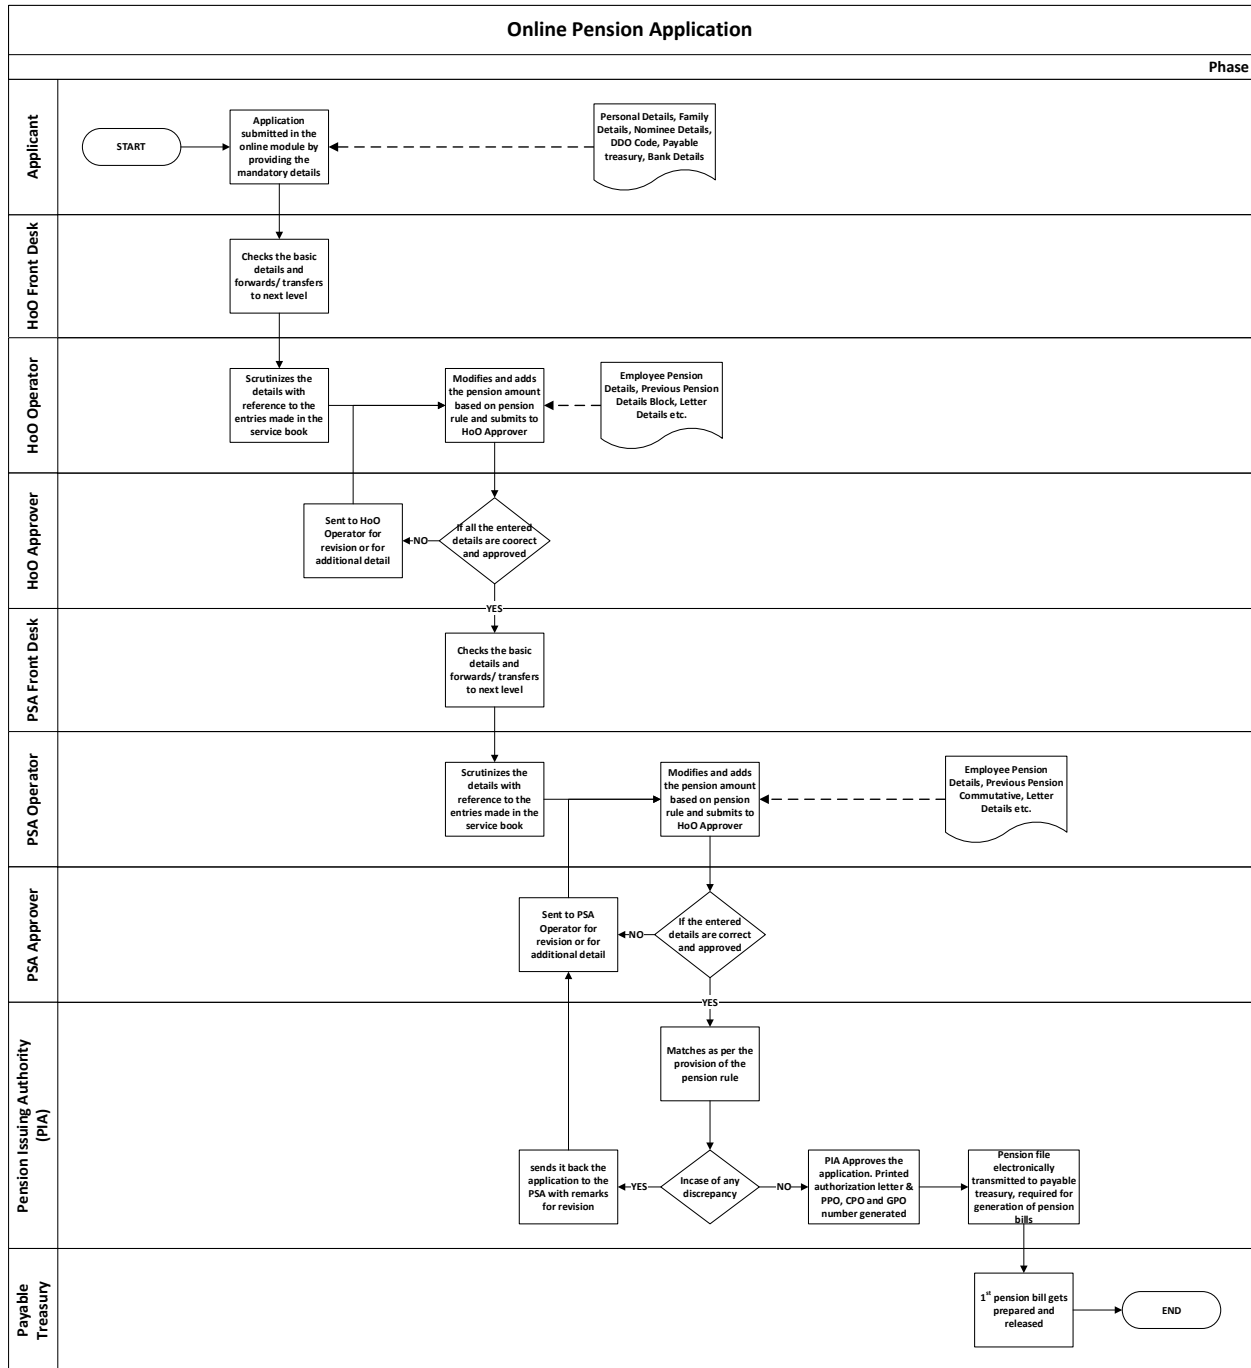 Online Pension Application
Phase
Applicant
START
Application
submitted in the
online module by
providing the
mandatory details
Personal Details, Family
Details, Nominee Details,
DDO Code, Payable
treasury, Bank Details
HoO Front Desk
Checks the basic
details and
forwards/ transfers
to next level
HoO Operator
Scrutinizes the
details with
reference to the
entries made in the
service book
Modifies and adds
the pension amount
based on pension
rule and submits to
HoO Approver
Employee Pension
Details, Previous Pension
Details Block, Letter
Details etc.
HoO Approver
Sent to HoO
Operator for
revision or for
additional detail
NO
If all the entered
details are coorect
and approved
YES
PSA Front Desk
Checks the basic
details and
forwards/ transfers
to next level
PSA Operator
Scrutinizes the
details with
reference to the
entries made in the
service book
Modifies and adds
the pension amount
based on pension
rule and submits to
HoO Approver
Employee Pension
Details, Previous Pension
Commutative, Letter
Details etc.
PSA Approver
Sent to PSA
Operator for
revision or for
additional detail
NO
If the entered
details are correct
and approved
YES
Pension Issuing Authority
(PIA)
Matches as per the
provision of the
pension rule
sends it back the
application to the
PSA with remarks
for revision
YES
Incase of any
discrepancy
NO
PIA Approves the
application. Printed
authorization letter &
PPO, CPO and GPO
number generated
Pension file
electronically
transmitted to payable
treasury, required for
generation of pension
bills
Payable
Treasury
1st pension bill gets
prepared and
released
END